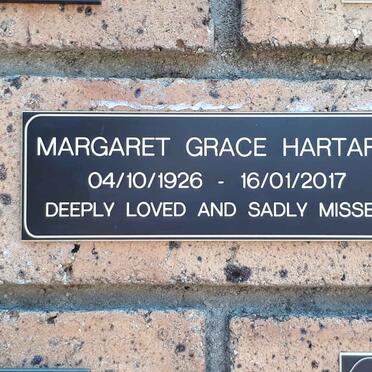 MARGARET GRACE HARTAR
04/10/1926 - 16/01/2017
DEEPLY LOVED AND SADLY MISSE